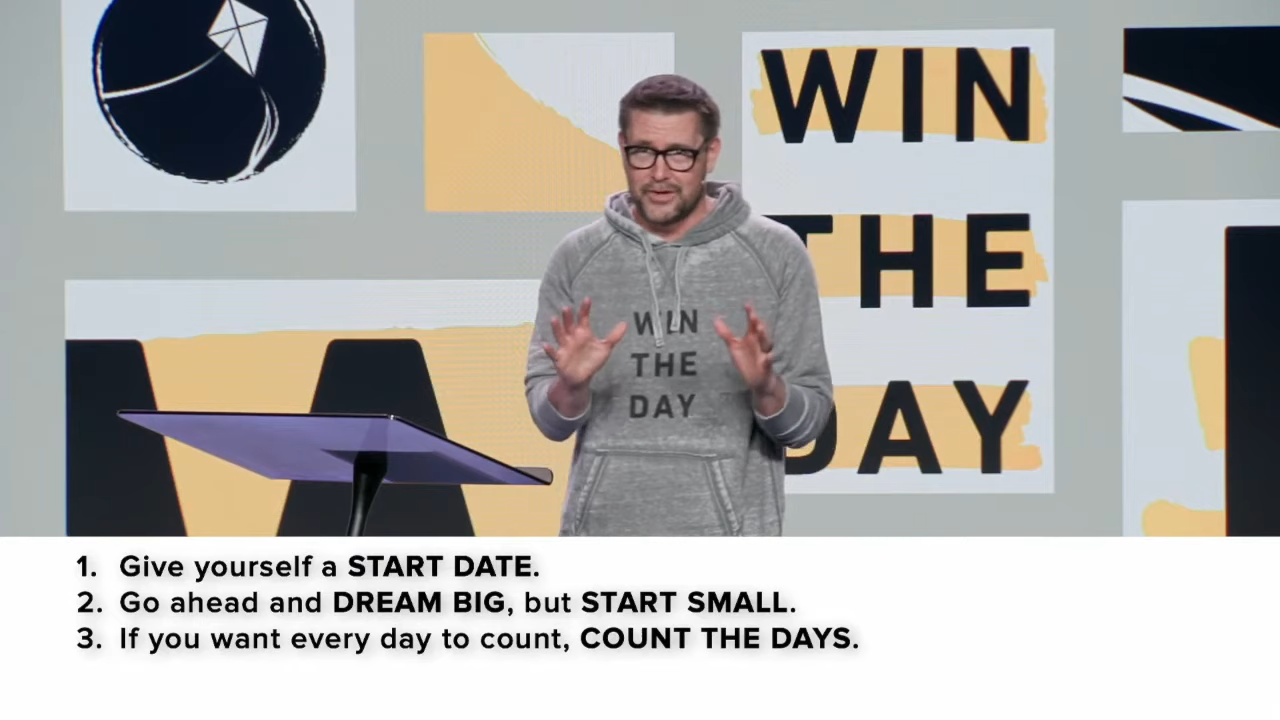 WIN
THE
DAY
WIN
THE
DAY
1. Give yourself a START DATE.
2. Go ahead and DREAM BIG, but START SMALL.
3. If you want every day to count, COUNT THE DAYS.